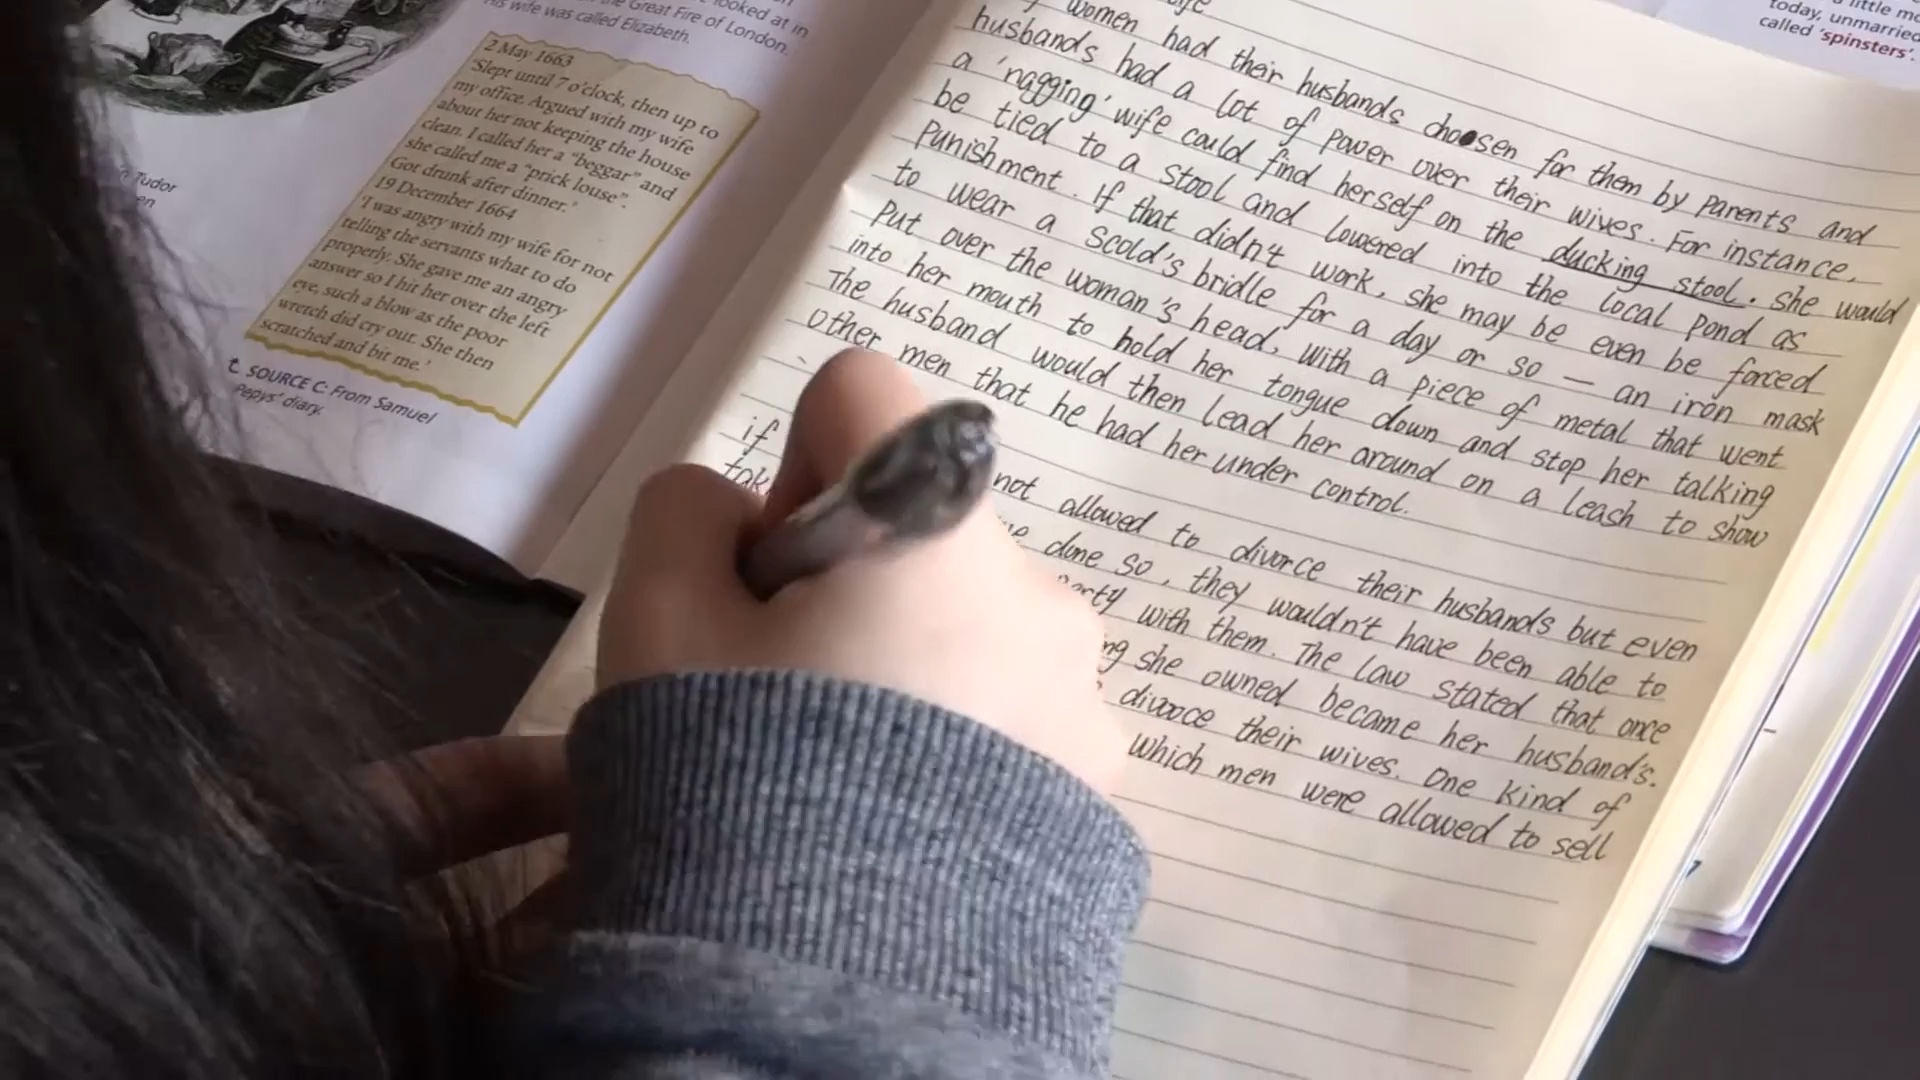 looked at in
the Great Fire of London.
His wife was called Elizabeth.
2 May 1663
'Slept until 7 o'clock, then up to
my office. Argued with my wife
about her not keeping the house
clean. I called her a "beggar" and
she called me a "prick louse".
Got drunk after dinner.'
19 December 1664
'I was angry with my wife for not
telling the servants what to do
properly. She gave me an angry
answer so I hit her over the left
eye, such a blow as the poor
wretch did cry out. She then
scratched and bit me.'
SOURCE C: From Samuel
Pepys' diary.
Tudor
women had their husbands choosen for them by parents and
husbands had a lot of power over their wives. For instance,
a 'nagging' wife could find herself on the ducking stool. She would
be tied to a stool and lowered into the local pond as
punishment. If that didn't work, she may be even be forced
to wear a scold's bridle for a day or so – an iron mask
put over the woman's head, with a piece of metal that went
into her mouth to hold her tongue down and stop her talking
The husband would then lead her around on a leash to show
other men that he had her under control.
not allowed to divorce their husbands but even
if done so, they wouldn't have been able to
with them. The law stated that once
she owned became her husband's.
divorce their wives. One kind of
which men were allowed to sell
little
today, unmarried
called 'spinsters'.